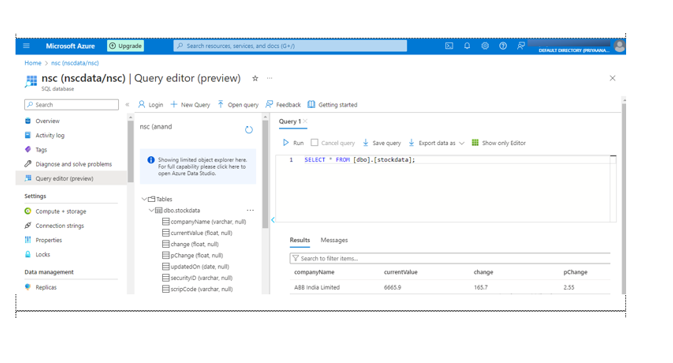 Microsoft Azure
Upgrade
Search resources, services, and docs (G+/)
DEFAULT DIRECTORY
Home > nsc (nscdata/nsc)
nsc (nscdata/nsc) | Query editor (preview)
SQL database
Search
Login
New Query
Open query
Feedback
Getting started
Overview
Activity log
Tags
Diagnose and solve problems
Query editor (preview)
Settings
Compute + storage
Connection strings
Properties
Locks
Data management
Replicas
nsc (anand
Showing limited object explorer here.
For full capability please click here to
open Azure Data Studio.
Tables
dbo.stockdata
companyName (varchar, null)
currentValue (float, null)
change (float, null)
pChange (float, null)
updatedOn (date, null)
securityID (varchar, null)
scripCode (varchar, null)
Query 1
Run
Cancel query
Save query
Export data as
Show only Editor
1 SELECT * FROM [dbo].[stockdata];
Results
Messages
Search to filter items...
companyName currentValue change pChange
ABB India Limited 6665.9 165.7 2.55